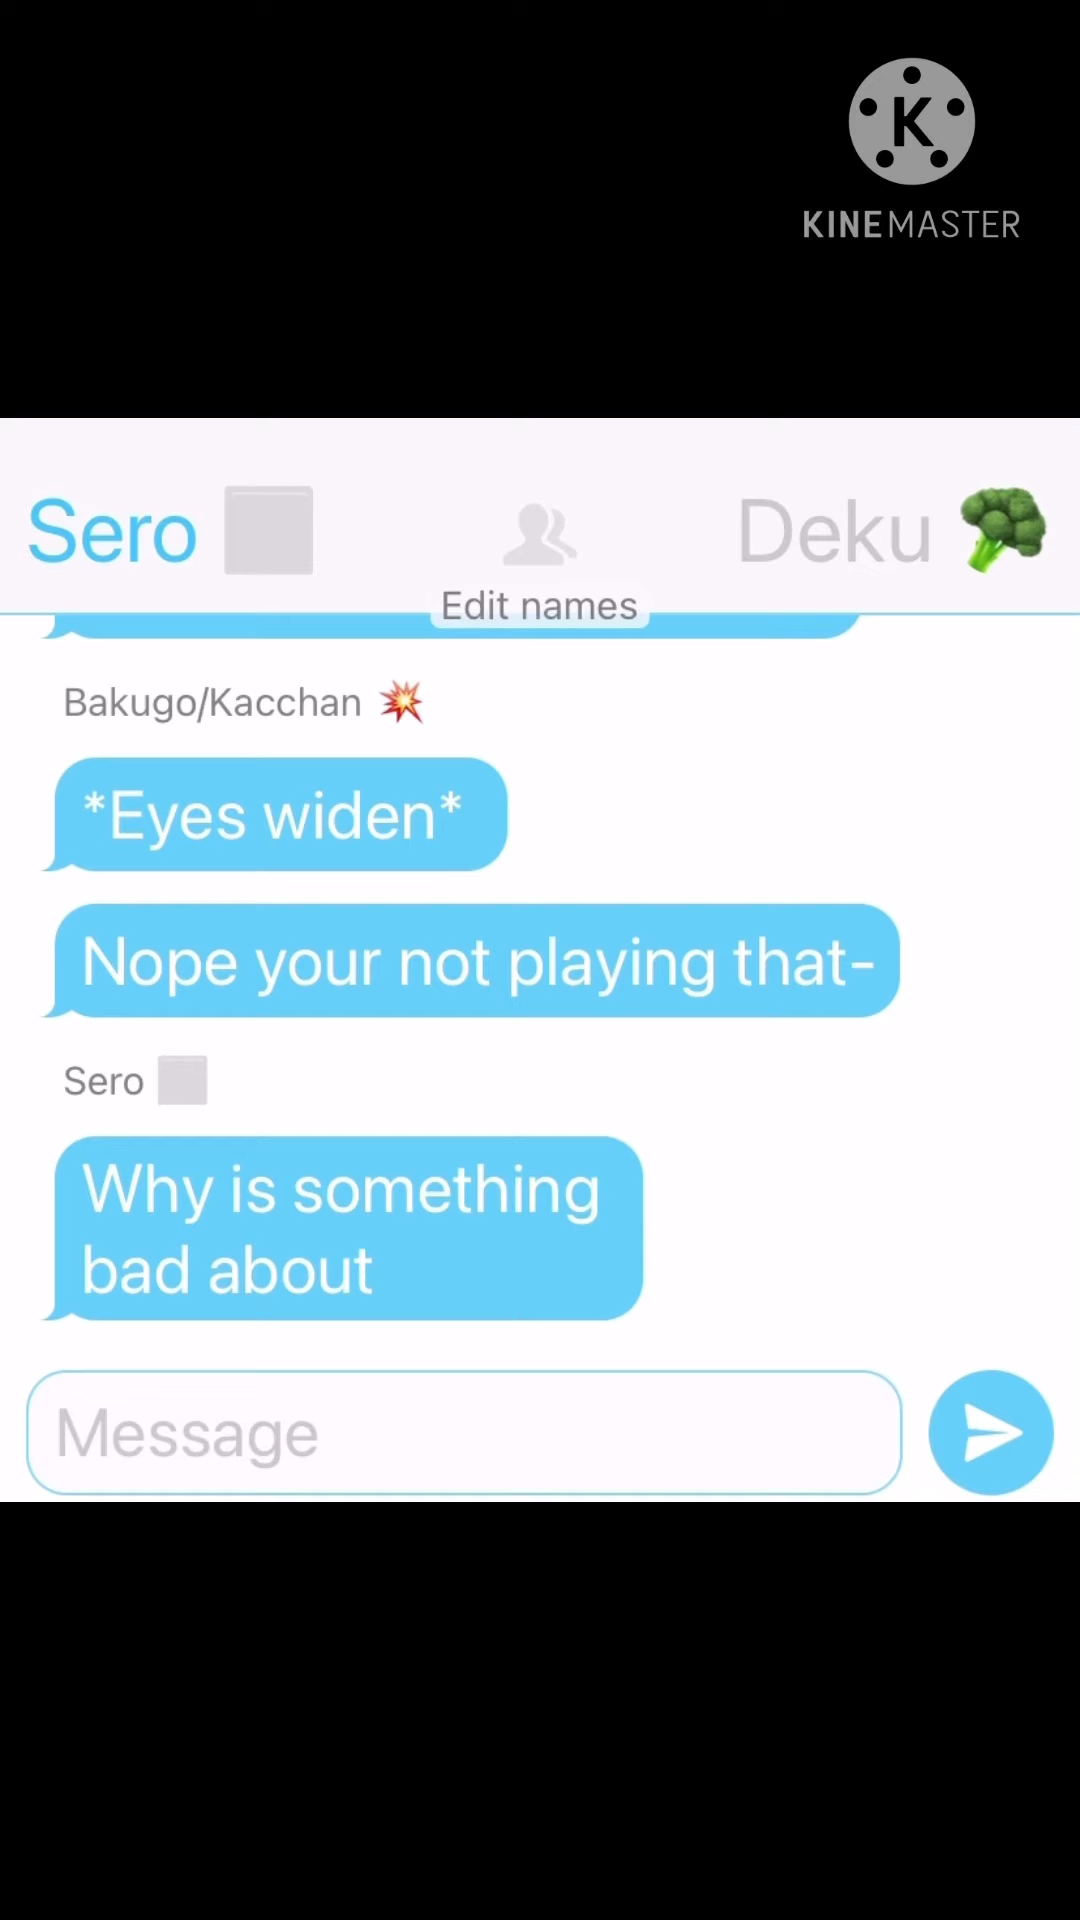 K
KINEMASTER
Sero ⬜ Deku 🥦
Edit names
Bakugo/Kacchan 💥
*Eyes widen*
Nope your not playing that-
Sero ⬜
Why is something
bad about
Message